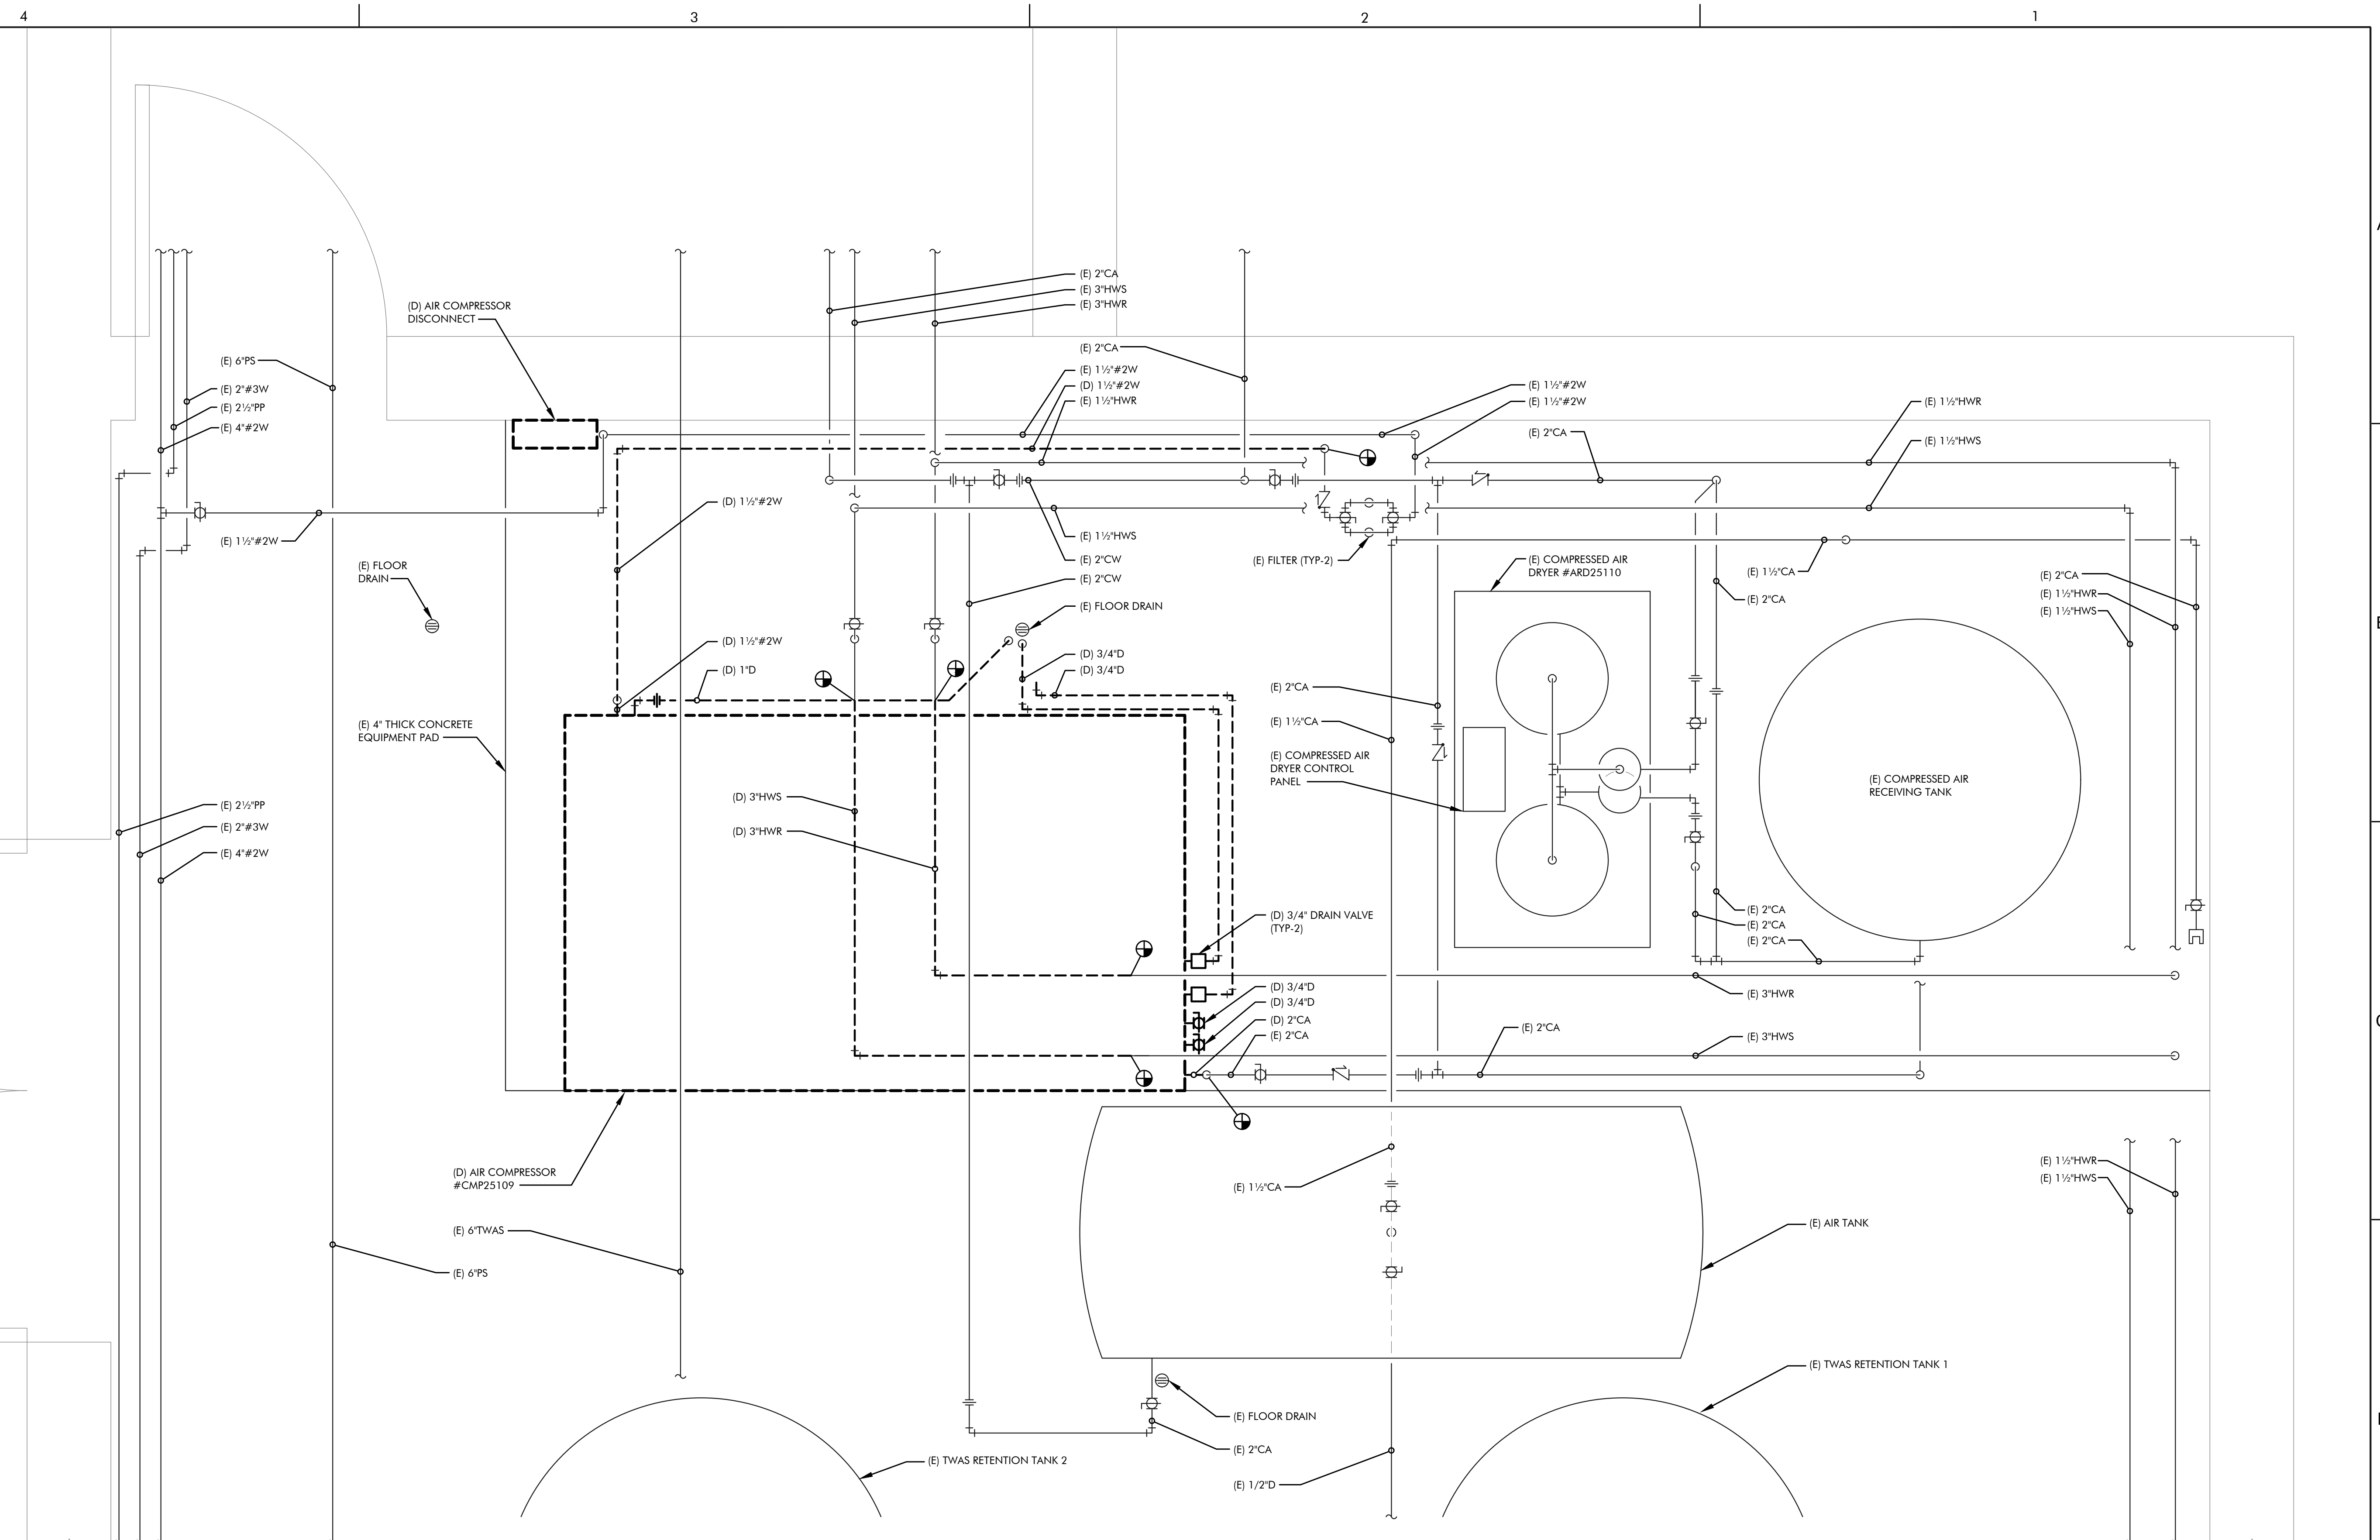 4
3
2
1
(E) 2"CA
(E) 3"HWS
(E) 3"HWR
(D) AIR COMPRESSOR
DISCONNECT
(E) 2"CA
(E) 6"PS
(E) 1½"#2W
(D) 1½"#2W
(E) 1½"HWR
(E) 2"#3W
(E) 2½"PP
(E) 4"#2W
(E) 1½"#2W
(E) 1½"#2W
(E) 2"CA
(E) 1½"HWR
(E) 1½"HWS
(D) 1½"#2W
(E) 1½"#2W
(E) 1½"HWS
(E) 2"CW
(E) 2"CW
(E) FLOOR DRAIN
(E) FILTER (TYP-2)
(E) COMPRESSED AIR
DRYER #ARD25110
(E) 1½"CA
(E) 2"CA
(E) 2"CA
(E) 1½"HWR
(E) 1½"HWS
(E) FLOOR
DRAIN
(D) 1½"#2W
(D) 1"D
(D) 3/4"D
(D) 3/4"D
(E) 2"CA
(E) 1½"CA
(E) COMPRESSED AIR
DRYER CONTROL
PANEL
(E) 4" THICK CONCRETE
EQUIPMENT PAD
(E) COMPRESSED AIR
RECEIVING TANK
(D) 3"HWS
(D) 3"HWR
(E) 2½"PP
(E) 2"#3W
(E) 4"#2W
(D) 3/4" DRAIN VALVE
(TYP-2)
(E) 2"CA
(E) 2"CA
(E) 2"CA
(D) 3/4"D
(D) 3/4"D
(D) 2"CA
(E) 2"CA
(E) 3"HWR
(E) 2"CA
(E) 3"HWS
(D) AIR COMPRESSOR
#CMP25109
(E) 1½"CA
(E) 1½"HWR
(E) 1½"HWS
(E) 6"TWAS
(E) 6"PS
(E) AIR TANK
(E) TWAS RETENTION TANK 1
(E) FLOOR DRAIN
(E) 2"CA
(E) TWAS RETENTION TANK 2
(E) 1/2"D